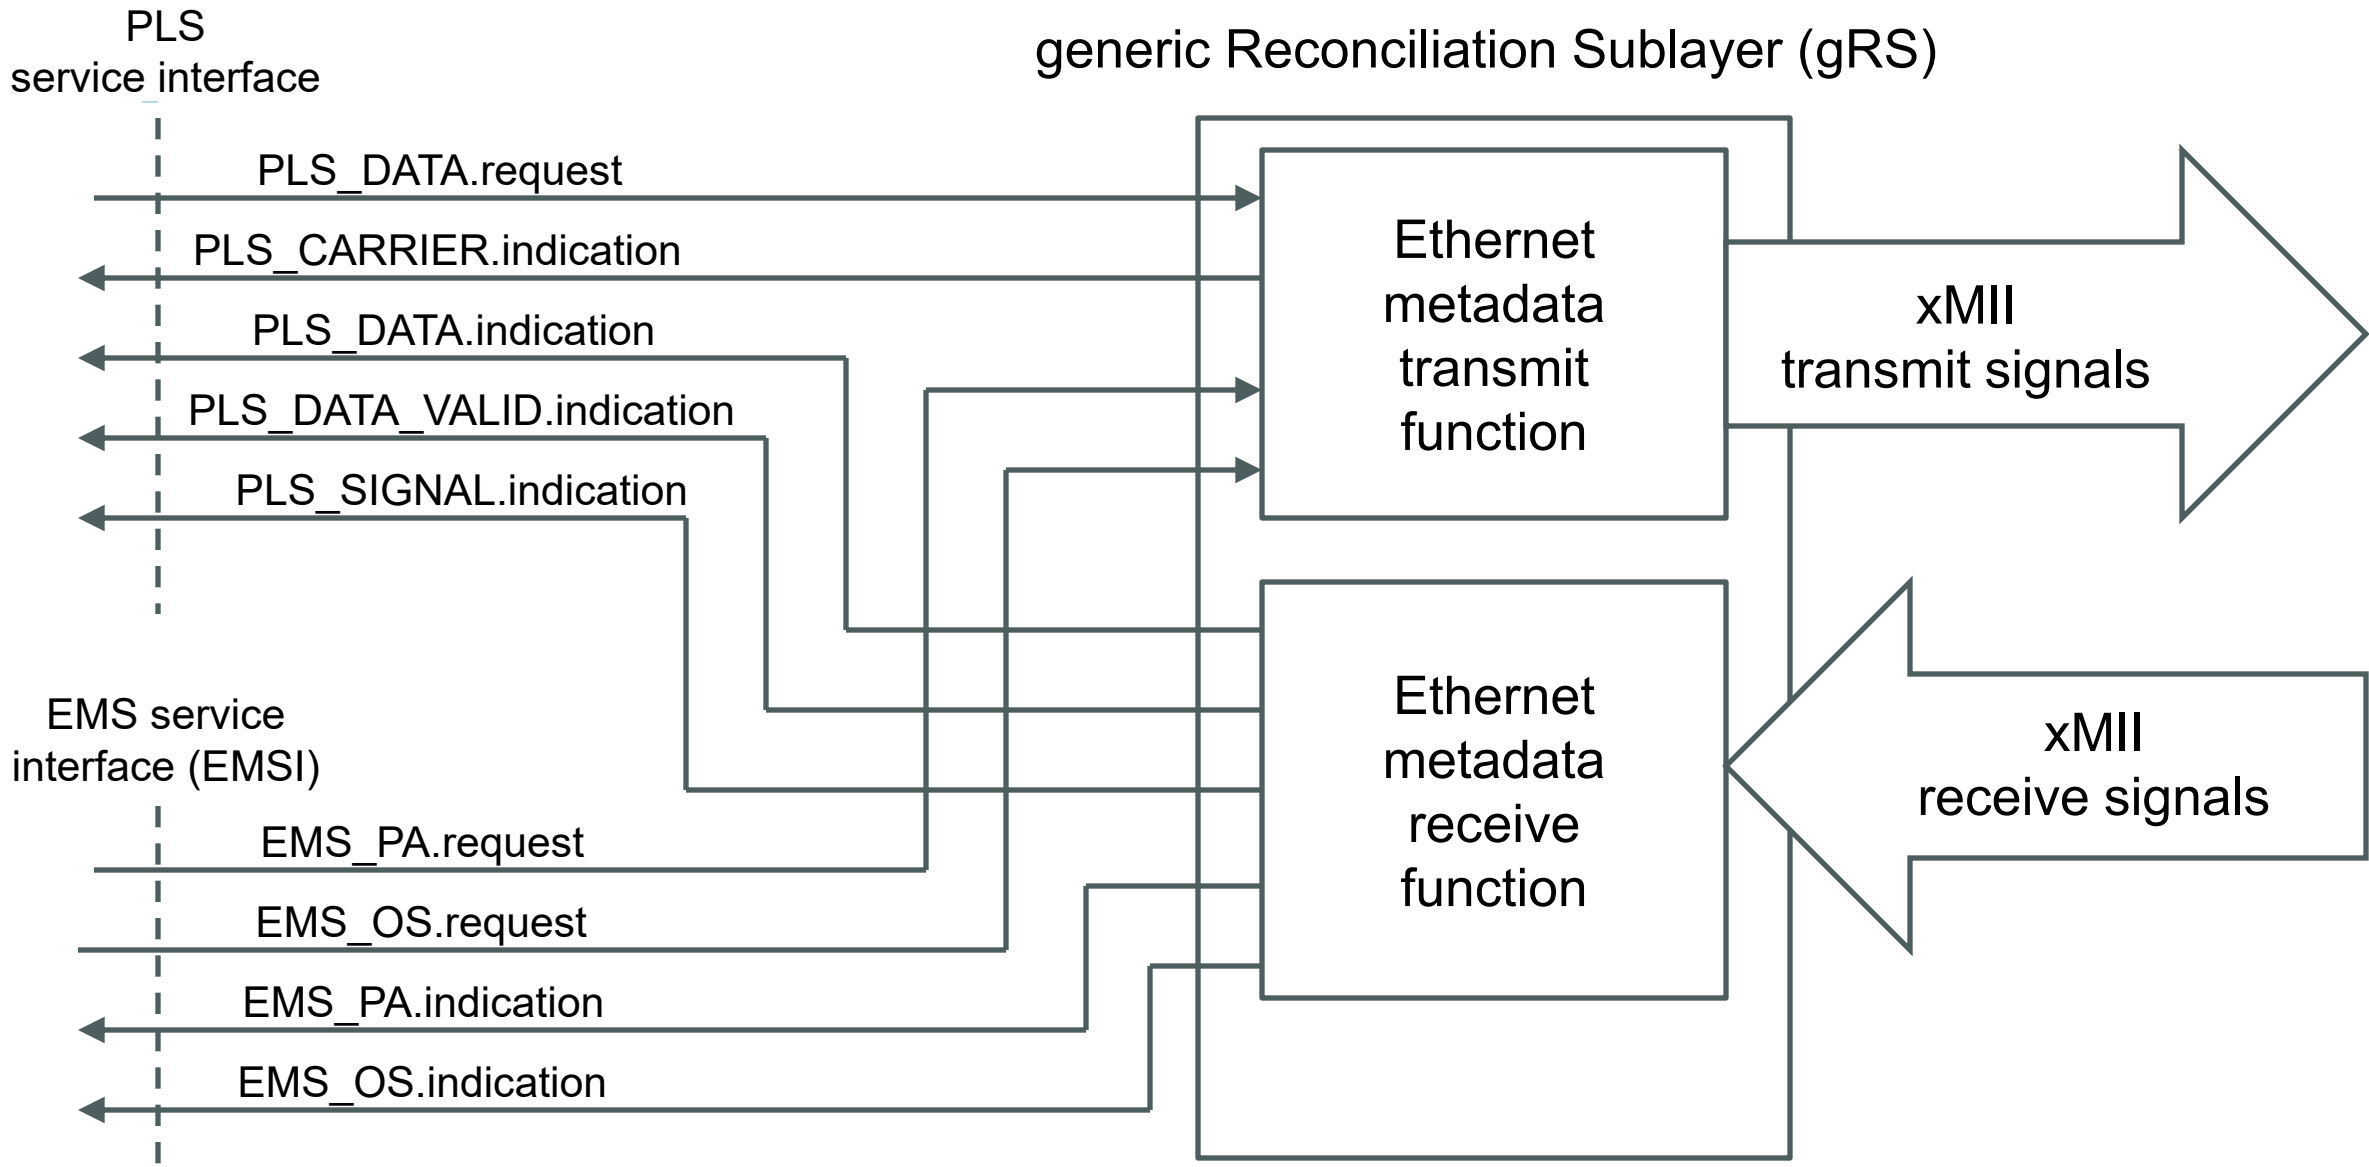 PLS
service interface
generic Reconciliation Sublayer (gRS)
PLS_DATA.request
PLS_CARRIER.indication
PLS_DATA.indication
PLS_DATA_VALID.indication
PLS_SIGNAL.indication
Ethernet
metadata
transmit
function
xMII
transmit signals
EMS service
interface (EMSI)
EMS_PA.request
EMS_OS.request
EMS_PA.indication
EMS_OS.indication
Ethernet
metadata
receive
function
xMII
receive signals